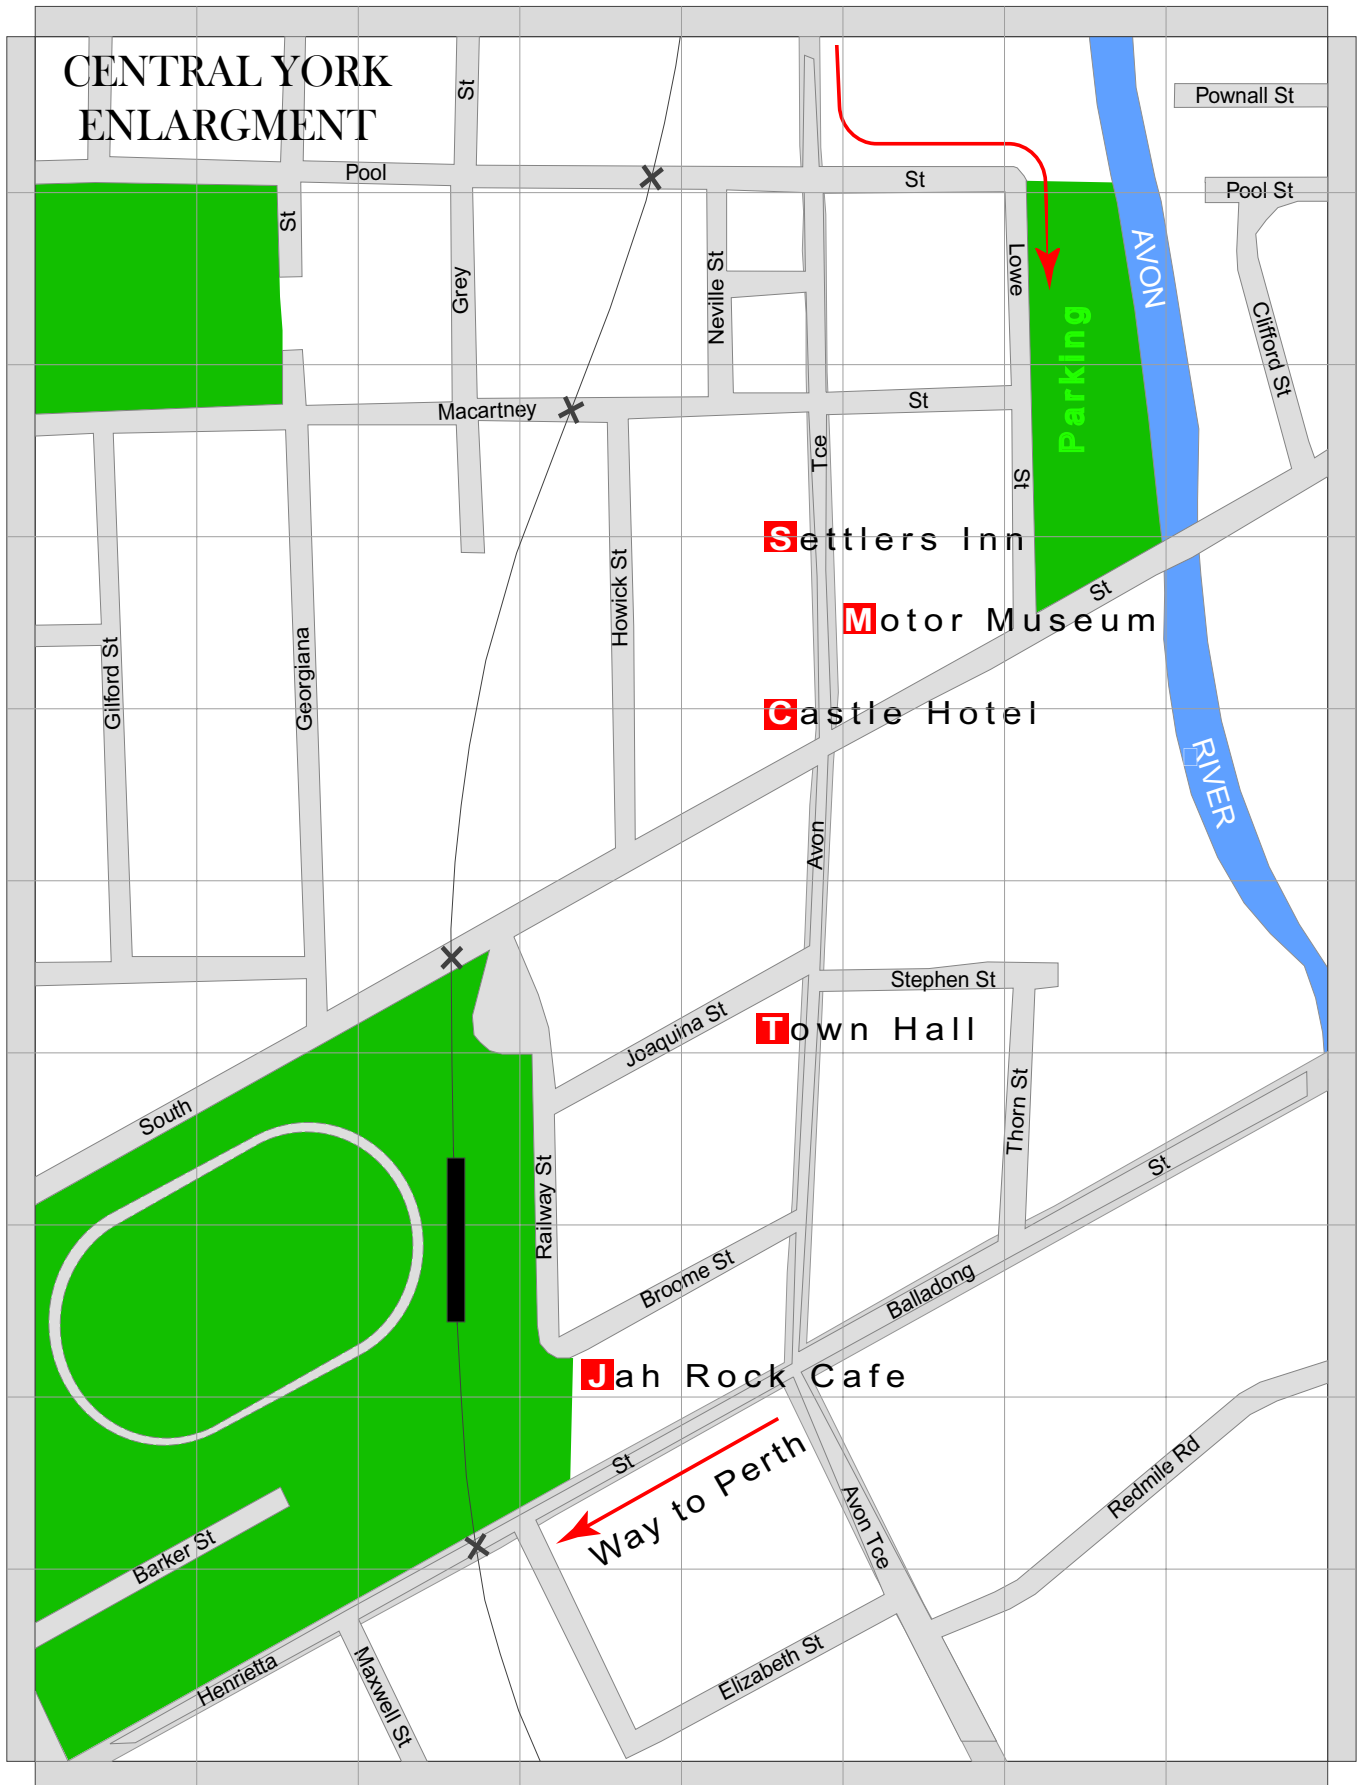 CENTRAL YORK
ENLARGMENT
St
Pownall St
Pool
St
Pool St
St
Grey
Neville St
Lowe
AVON
Clifford St
Parking
Macartney
St
Tce
St
Settlers Inn
Howick St
St
Motor Museum
Gilford St
Georgiana
Castle Hotel
RIVER
Avon
Stephen St
Joaquina St
Town Hall
South
Thorn St
St
Railway St
Broome St
Balladong
Jah Rock Cafe
St
Way to Perth
Avon Tce
Redmile Rd
Barker St
Elizabeth St
Henrietta
Maxwell St